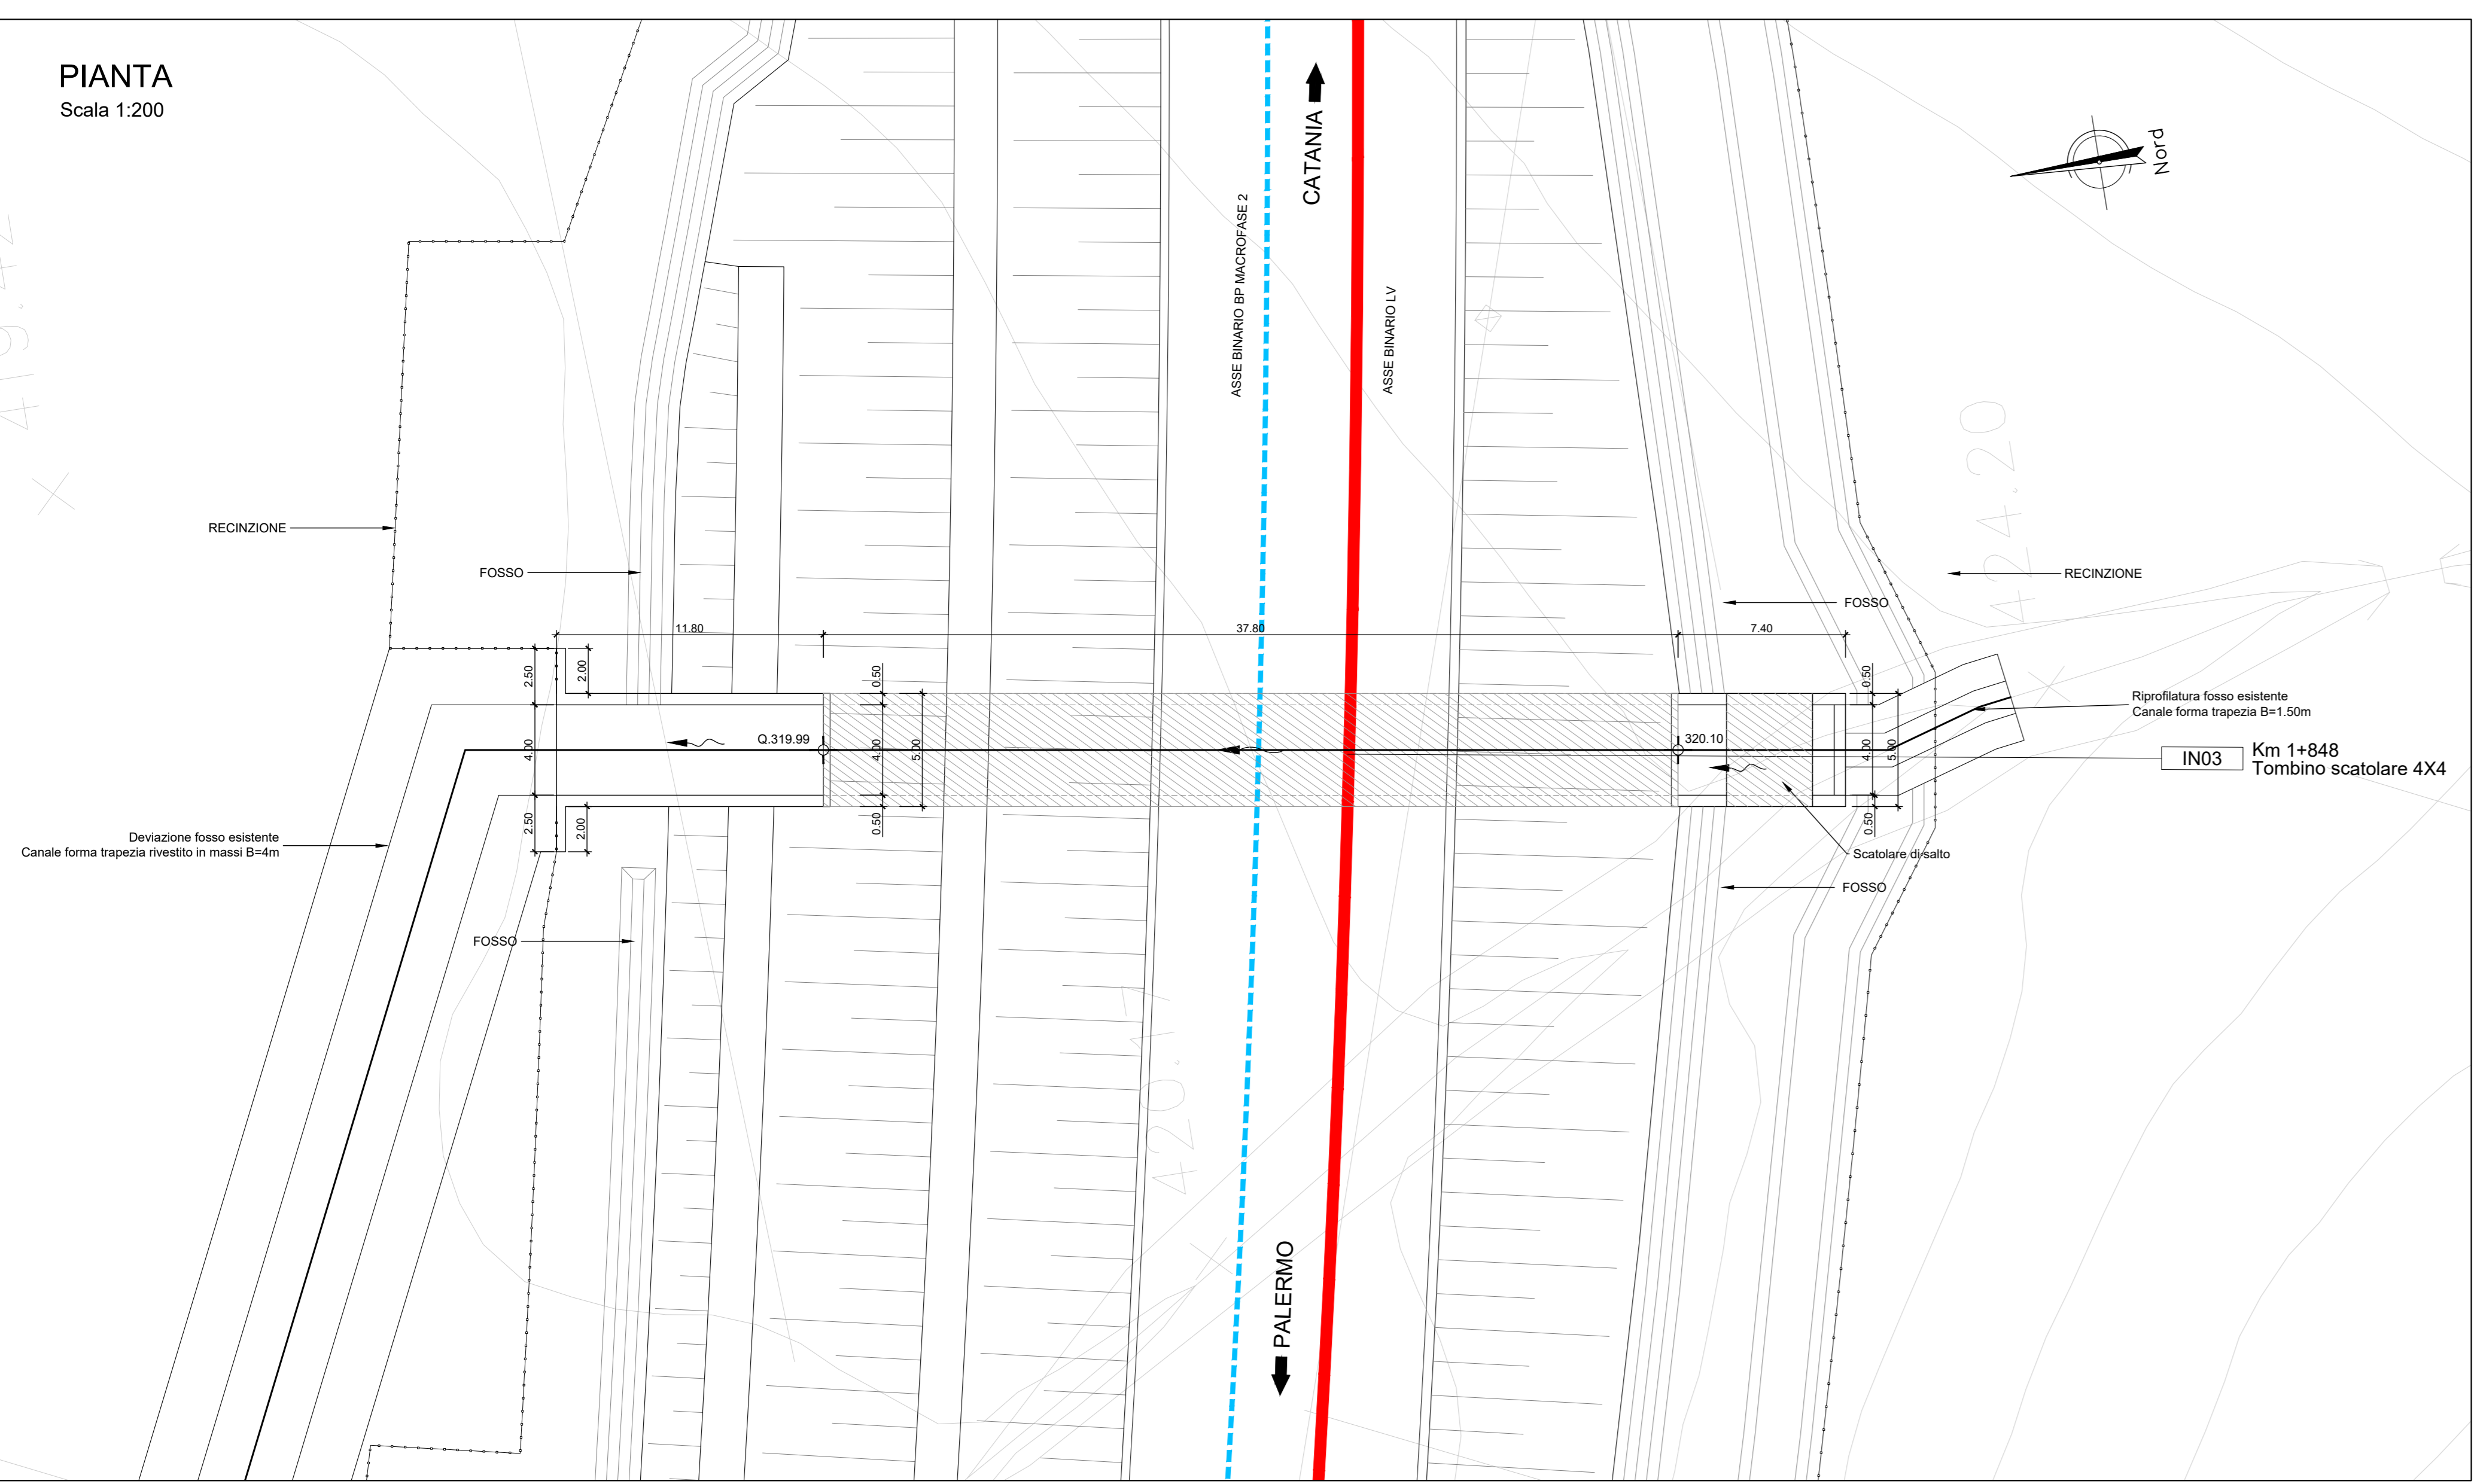 PIANTA
Scala 1:200
CATANIA
Nord
ASSE BINARIO BP MACROFASE 2
ASSE BINARIO LV
RECINZIONE
FOSSO
RECINZIONE
FOSSO
11.80
37.80
7.40
2.50
2.00
0.50
0.50
Riprofilatura fosso esistente
Canale forma trapezia B=1.50m
Q.319.99
320.10
4.00
4.00
5.00
4.00
5.00
IN03
Km 1+848
Tombino scatolare 4X4
2.50
2.00
0.50
0.50
Deviazione fosso esistente
Canale forma trapezia rivestito in massi B=4m
Scatolare di salto
FOSSO
FOSSO
PALERMO
424.20